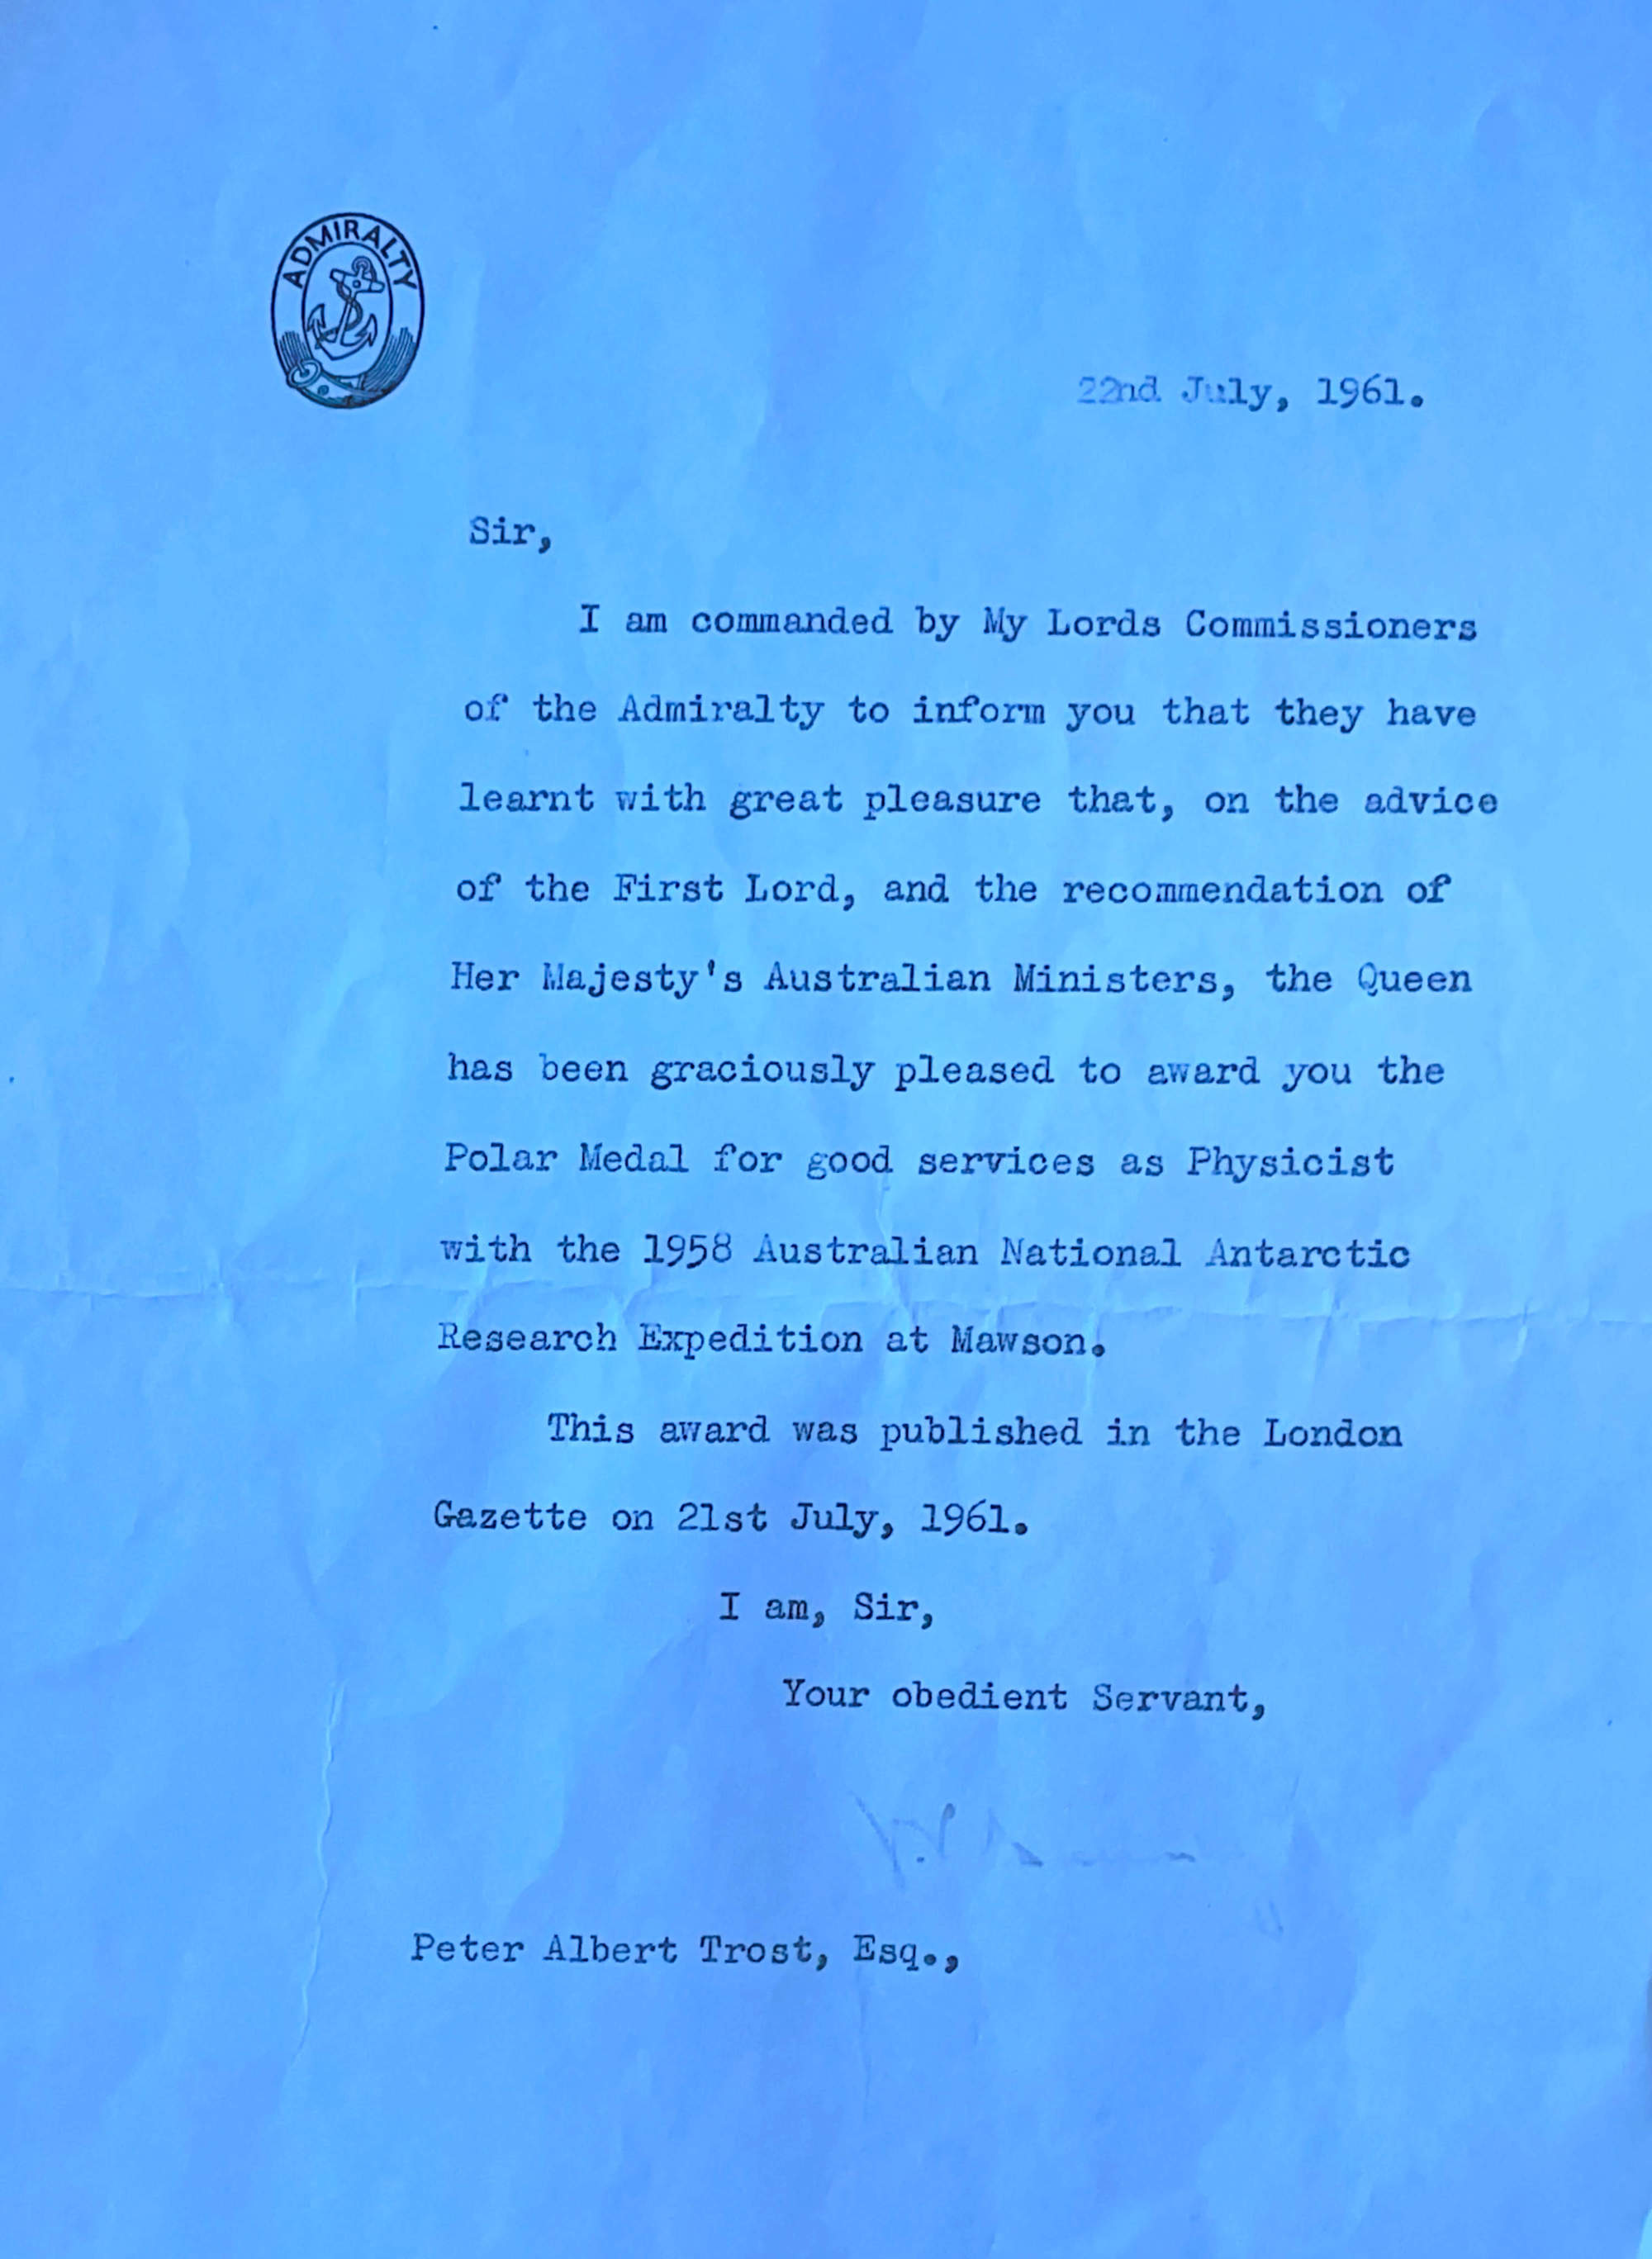 ADMIRALTY
22nd July, 1961.
Sir,
I am commanded by My Lords Commissioners
of the Admiralty to inform you that they have
learnt with great pleasure that, on the advice
of the First Lord, and the recommendation of
Her Majesty's Australian Ministers, the Queen
has been graciously pleased to award you the
Polar Medal for good services as Physicist
with the 1958 Australian National Antarctic
Research Expedition at Mawson.
This award was published in the London
Gazette on 21st July, 1961.
I am, Sir,
Your obedient Servant,
Peter Albert Trost, Esq.,